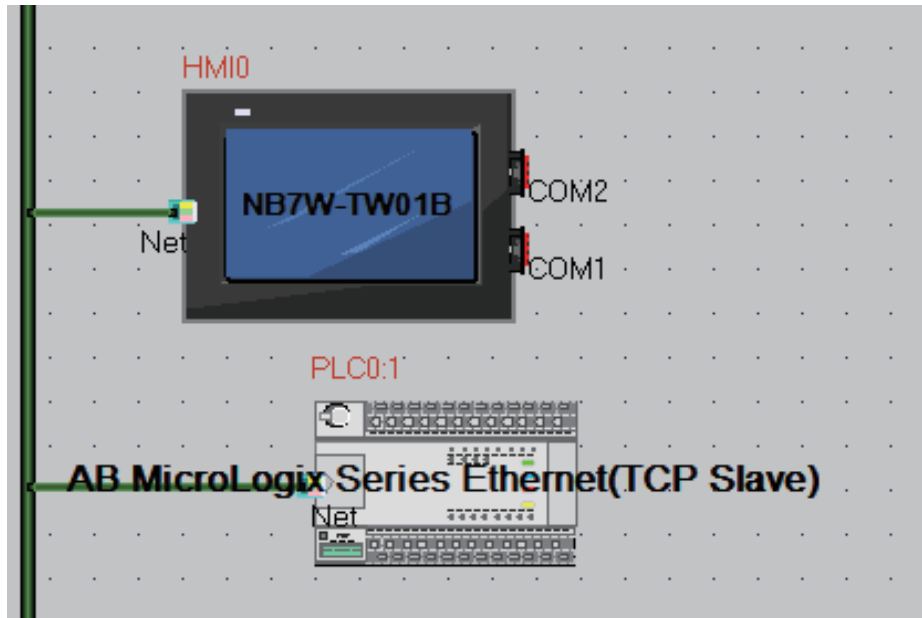 HMI0
NB7W-TW01B
COM2
Net
COM1
PLC0:1
AB MicroLogix Series Ethernet(TCP Slave)
Net